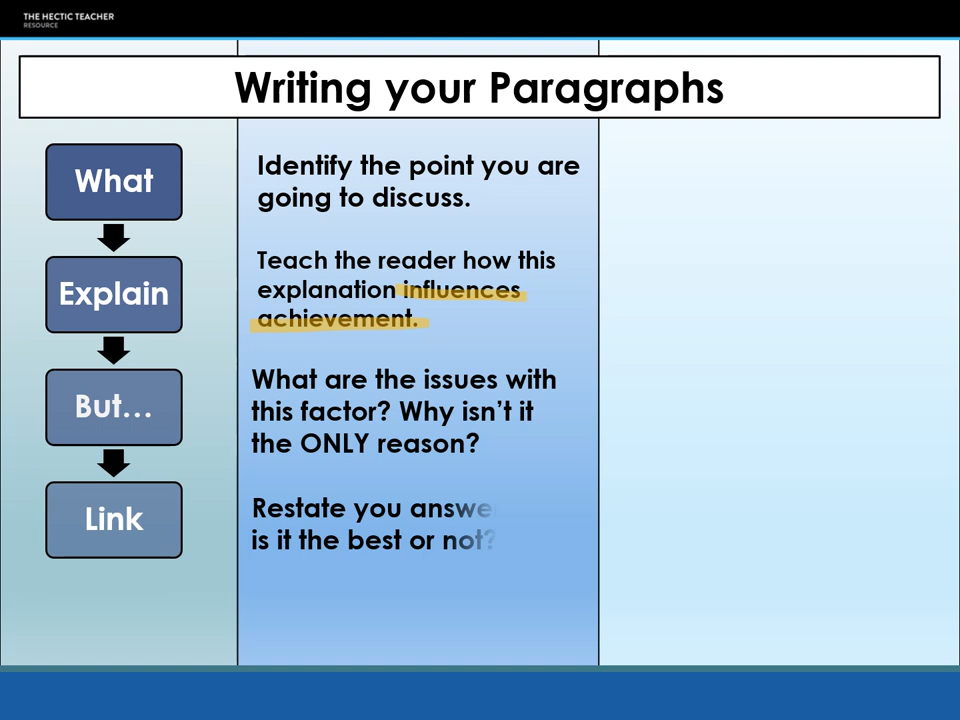 THE HECTIC TEACHER
RESOURCE
Writing your Paragraphs
What
Identify the point you are
going to discuss.
Explain
Teach the reader how this
explanation influences
achievement.
But...
What are the issues with
this factor? Why isn't it
the ONLY reason?
Link
Restate you answe
is it the best or not?